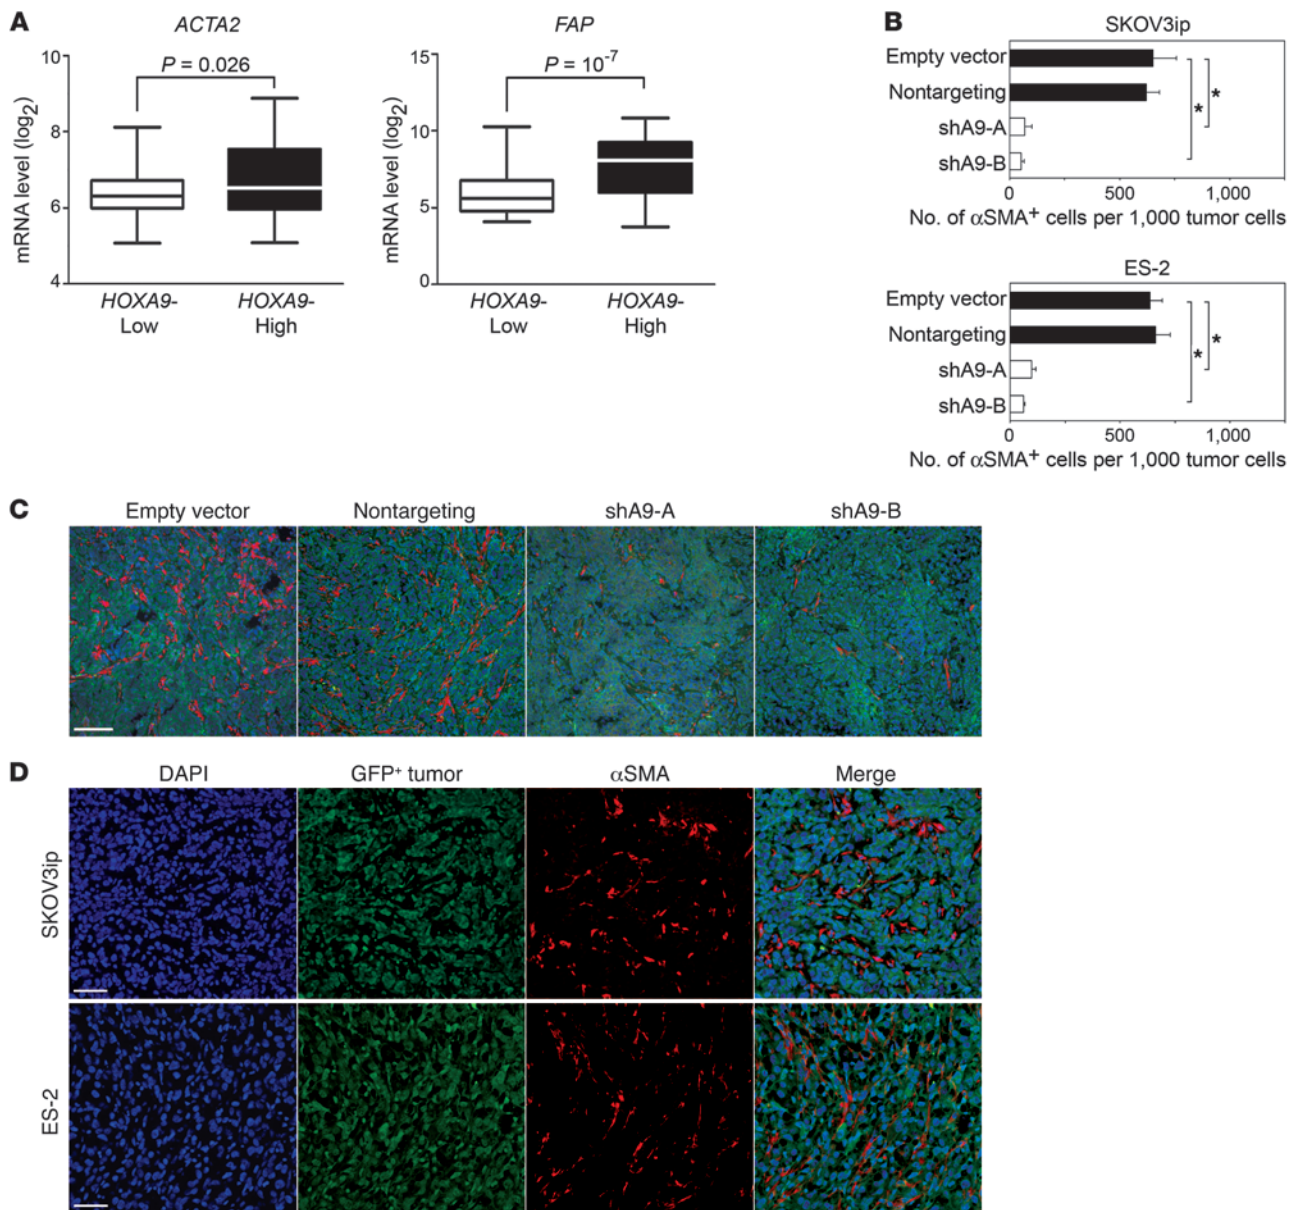 A
ACTA2
P = 0.026
mRNA level (log2)
10
8
6
4
HOXA9-
Low
HOXA9-
High
FAP
P = 10-7
mRNA level (log2)
15
10
5
0
HOXA9-
Low
HOXA9-
High
B
SKOV3ip
Empty vector
Nontargeting
shA9-A
shA9-B
*
*
0 500 1,000
No. of αSMA+ cells per 1,000 tumor cells
ES-2
Empty vector
Nontargeting
shA9-A
shA9-B
*
*
0 500 1,000
No. of αSMA+ cells per 1,000 tumor cells
C
Empty vector Nontargeting shA9-A shA9-B
D
DAPI GFP+ tumor αSMA Merge
SKOV3ip
ES-2